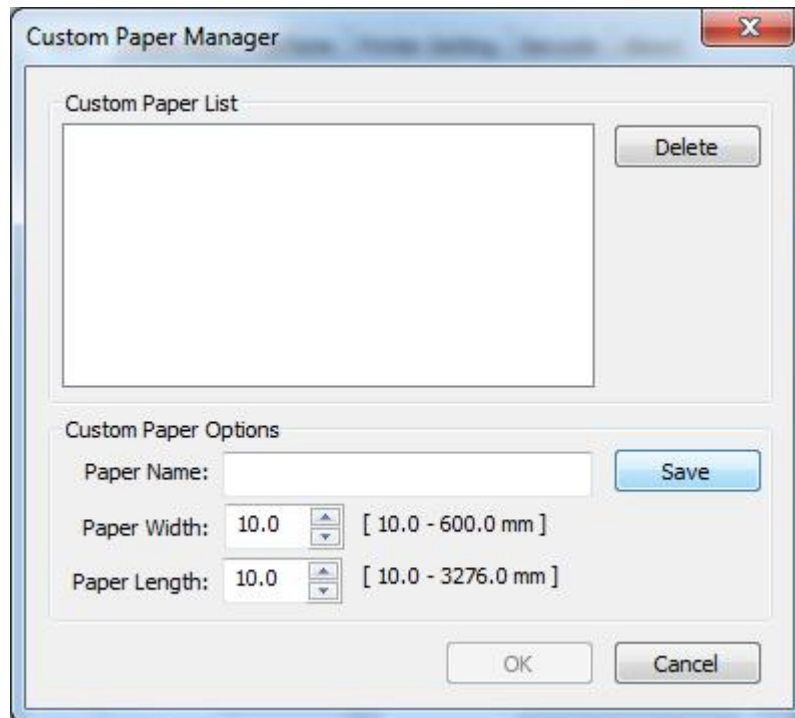 Custom Paper Manager
Custom Paper List
Delete
Custom Paper Options
Paper Name:
Save
Paper Width: 10.0 [ 10.0 - 600.0 mm ]
Paper Length: 10.0 [ 10.0 - 3276.0 mm ]
OK Cancel